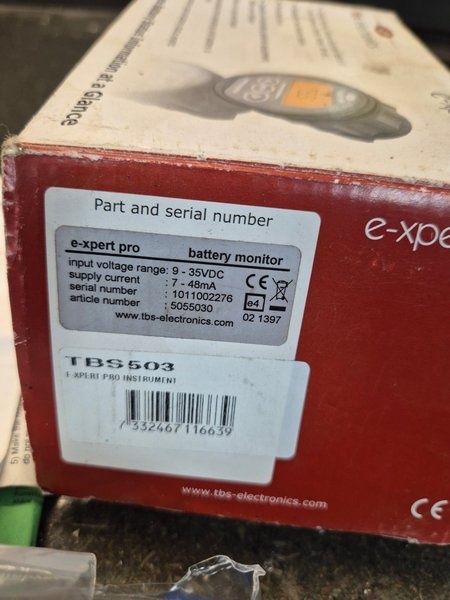 information at a Glance
Part and serial number
e-xpert pro battery monitor
input voltage range: 9 - 35VDC
supply current : 7 - 48mA
serial number : 1011002276
article number : 5055030
www.tbs-electronics.com
CE
e4
02 1397
TBS503
E-XPERT PRO INSTRUMENT
7 332467 116639
www.tbs-electronics.com
e-xpe
CE